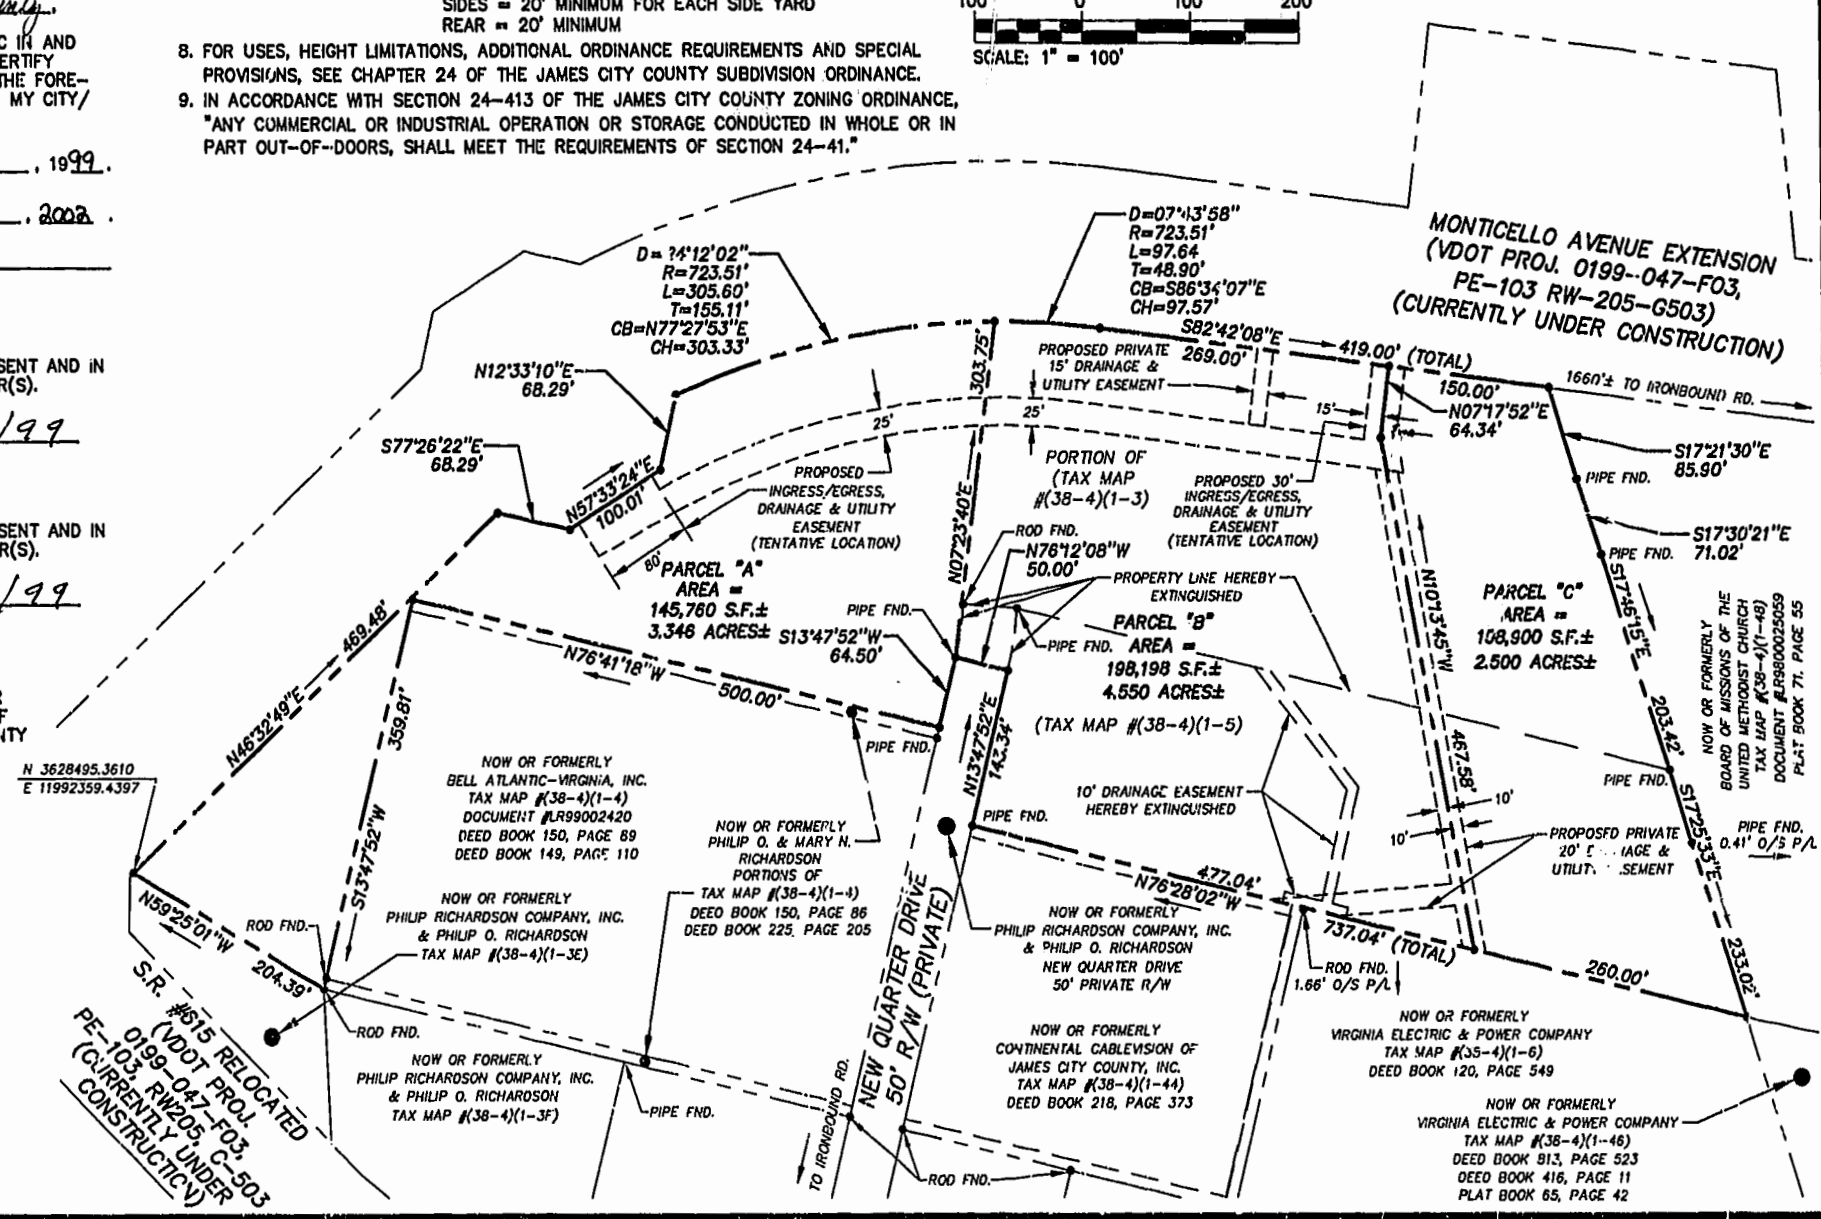 SIDES = 20' MINIMUM FOR EACH SIDE YARD
REAR = 20' MINIMUM
8. FOR USES, HEIGHT LIMITATIONS, ADDITIONAL ORDINANCE REQUIREMENTS AND SPECIAL
PROVISIONS, SEE CHAPTER 24 OF THE JAMES CITY COUNTY SUBDIVISION ORDINANCE.
9. IN ACCORDANCE WITH SECTION 24-413 OF THE JAMES CITY COUNTY ZONING ORDINANCE,
"ANY COMMERCIAL OR INDUSTRIAL OPERATION OR STORAGE CONDUCTED IN WHOLE OR IN
PART OUT-OF-DOORS, SHALL MEET THE REQUIREMENTS OF SECTION 24-41."
IN AND
ERTIFY
THE FORE-
MY CITY/
, 1999.
, 2002.
SENT AND IN
R(S).
/99
SENT AND IN
R(S).
/99
NTY
100 0 100 200
SCALE: 1" = 100'
MONTICELLO AVENUE EXTENSION
(VDOT PROJ. 0199-047-F03,
PE-103 RW-205-G503)
(CURRENTLY UNDER CONSTRUCTION)
D= 4°12'02"
R=723.51'
L=305.60'
T=155.11'
CB=N77°27'53"E
CH=303.33'
D=07°43'58"
R=723.51'
L=97.64
T=48.90'
CB=S86°34'07"E
CH=97.57'
S82°42'08"E
269.00'
419.00' (TOTAL)
150.00'
1660'± TO IRONBOUND RD.
N12°33'10"E
68.29'
S77°26'22"E
68.29'
N57°33'24"E
100.01'
80'
25'
25'
15'
303.75'
N07°23'40"E
PROPOSED PRIVATE
15' DRAINAGE &
UTILITY EASEMENT
N07°17'52"E
64.34'
S17°21'30"E
85.90'
PIPE FND.
S17°30'21"E
71.02'
PIPE FND.
PROPOSED
INGRESS/EGRESS,
DRAINAGE & UTILITY
EASEMENT
(TENTATIVE LOCATION)
PORTION OF
(TAX MAP
#(38-4)(1-3)
PROPOSED 30'
INGRESS/EGRESS,
DRAINAGE & UTILITY
EASEMENT
(TENTATIVE LOCATION)
ROD FND.
N76°12'08"W
50.00'
PROPERTY LINE HEREBY
EXTINGUISHED
PARCEL "A"
AREA =
145,760 S.F.±
3.346 ACRES±
PIPE FND.
S13°47'52"W
64.50'
PIPE FND.
PARCEL "B"
AREA =
198,198 S.F.±
4.550 ACRES±
(TAX MAP #(38-4)(1-5)
PARCEL "C"
AREA =
108,900 S.F.±
2.500 ACRES±
N10°13'45"W
467.58'
S17°46'15"E
203.42'
PIPE FND.
S17°25'33"E
233.02'
NOW OR FORMERLY
BOARD OF MISSIONS OF THE
UNITED METHODIST CHURCH
TAX MAP #(38-4)(1-48)
DOCUMENT #LR980025059
PLAT BOOK 71, PAGE 55
PIPE FND.
0.41' O/S P/L
469.48'
N46°32'49"E
359.81'
S13°47'52"W
N76°41'18"W
500.00'
PIPE FND.
N13°47'52"E
143.34'
PIPE FND.
N 3628495.3610
E 11992359.4397
NOW OR FORMERLY
BELL ATLANTIC-VIRGINIA, INC.
TAX MAP #(38-4)(1-4)
DOCUMENT #LR99002420
DEED BOOK 150, PAGE 89
DEED BOOK 149, PAGE 110
NOW OR FORMERLY
PHILIP O. & MARY N.
RICHARDSON
PORTIONS OF
TAX MAP #(38-4)(1-4)
DEED BOOK 150, PAGE 86
DEED BOOK 225, PAGE 205
10' DRAINAGE EASEMENT
HEREBY EXTINGUISHED
10'
10'
PROPOSED PRIVATE
20' DRAINAGE &
UTILITY EASEMENT
N59°25'01"W
204.39'
ROD FND.
NOW OR FORMERLY
PHILIP RICHARDSON COMPANY, INC.
& PHILIP O. RICHARDSON
TAX MAP #(38-4)(1-3E)
ROD FND.
477.04'
N76°28'02"W
737.04' (TOTAL)
260.00'
NOW OR FORMERLY
PHILIP RICHARDSON COMPANY, INC.
& PHILIP O. RICHARDSON
NEW QUARTER DRIVE
50' PRIVATE R/W
ROD FND.
1.66' O/S P/L
S.R. #615 RELOCATED
(VDOT PROJ.
0199-047-F03,
PE-103, RW205, C-503
(CURRENTLY UNDER
CONSTRUCTION)
NOW OR FORMERLY
PHILIP RICHARDSON COMPANY, INC.
& PHILIP O. RICHARDSON
TAX MAP #(38-4)(1-3F)
PIPE FND.
TO IRONBOUND RD.
NEW QUARTER DRIVE
50' R/W (PRIVATE)
ROD FND.
NOW OR FORMERLY
CONTINENTAL CABLEVISION OF
JAMES CITY COUNTY, INC.
TAX MAP #(38-4)(1-44)
DEED BOOK 218, PAGE 373
NOW OR FORMERLY
VIRGINIA ELECTRIC & POWER COMPANY
TAX MAP #(35-4)(1-6)
DEED BOOK 120, PAGE 549
NOW OR FORMERLY
VIRGINIA ELECTRIC & POWER COMPANY
TAX MAP #(38-4)(1-46)
DEED BOOK 813, PAGE 523
DEED BOOK 416, PAGE 11
PLAT BOOK 65, PAGE 42